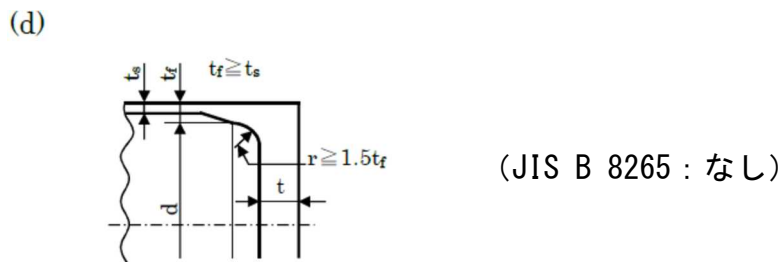 (d)
ts tf tf≧ts
r≧1.5tf
(JIS B 8265：なし)
t
d